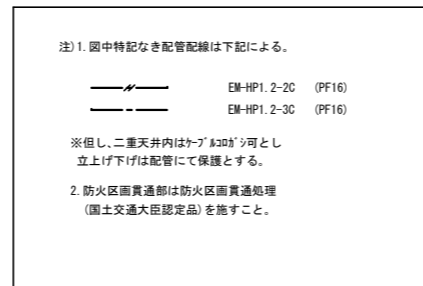 注)1. 図中特記なき配管配線は下記による。
EM-HP1.2-2C (PF16)
EM-HP1.2-3C (PF16)
※但し、二重天井内はｹｰﾌﾞﾙｺﾛｶﾞｼ可とし
立上げ下げは配管にて保護とする。
2. 防火区画貫通部は防火区画貫通処理
(国土交通大臣認定品)を施すこと。